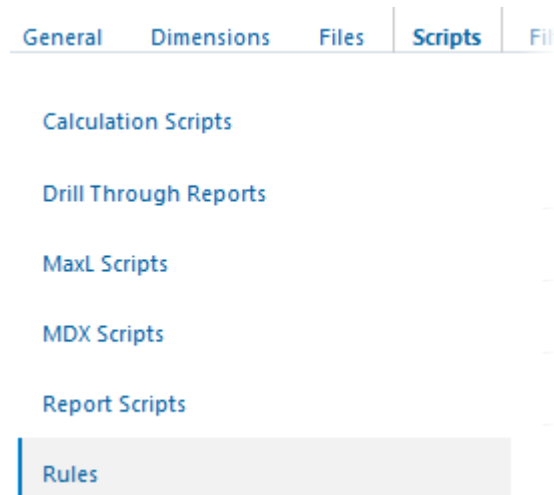 General Dimensions Files Scripts
Calculation Scripts
Drill Through Reports
MaxL Scripts
MDX Scripts
Report Scripts
Rules